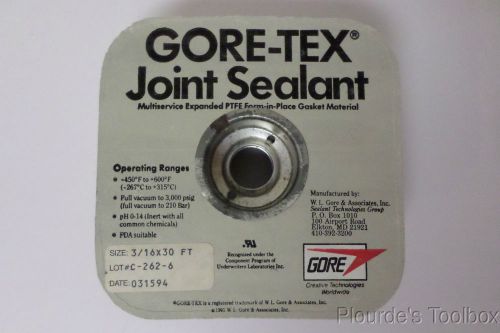 GORE-TEX®
Joint Sealant
Multiservice Expanded PTFE Form-in-Place Gasket Material
Operating Ranges
• -450°F to +600°F
(-267°C to +315°C)
• Full vacuum to 3,000 psig
(full vacuum to 210 Bar)
• pH 0-14 (Inert with all
common chemicals)
• FDA suitable
SIZE: 3/16X30 FT
LOT#C-262-6
DATE: 031594
Recognized under the
Component Program of
Underwriters Laboratories Inc.
Manufactured by:
W. L. Gore & Associates, Inc.
Sealant Technologies Group
P. O. Box 1010
100 Airport Road
Elkton, MD 21921
410-392-3200
GORE
Creative Technologies
Worldwide
®GORE-TEX is a registered trademark of W. L. Gore & Associates, Inc.
W. L. Gore & Associates, Inc.
Plourde's Toolbox